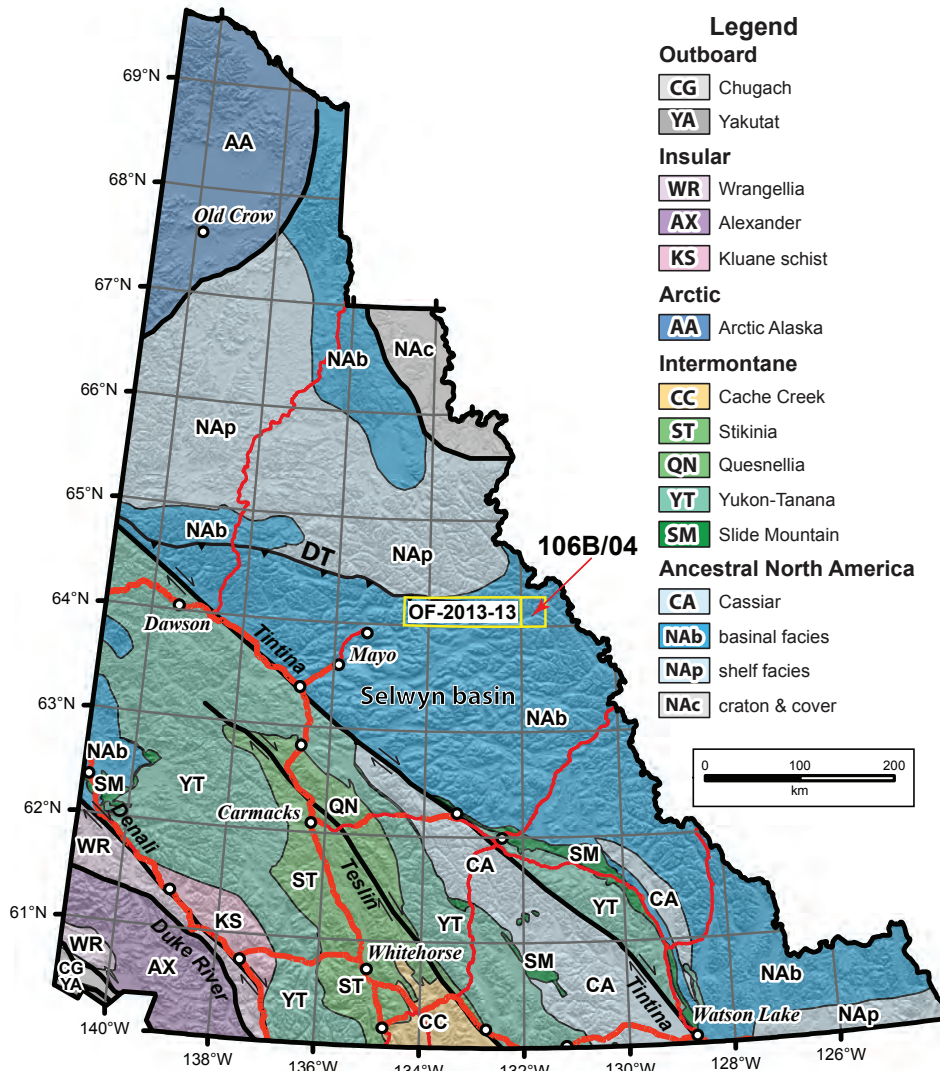 Legend
Outboard
CG Chugach
YA Yakutat
Insular
WR Wrangellia
AX Alexander
KS Kluane schist
Arctic
AA Arctic Alaska
Intermontane
CC Cache Creek
ST Stikinia
QN Quesnellia
YT Yukon-Tanana
SM Slide Mountain
Ancestral North America
CA Cassiar
NAb basinal facies
NAp shelf facies
NAc craton & cover
0 100 200
km
69°N
68°N
67°N
66°N
65°N
64°N
63°N
62°N
61°N
140°W
138°W
136°W
134°W
132°W
130°W
128°W
126°W
AA
Old Crow
NAb
NAc
NAp
NAb
DT
NAp
106B/04
OF-2013-13
Dawson
Tintina
Mayo
Selwyn basin
NAb
NAb
SM
YT
Denali
Carmacks
QN
WR
ST
Teslin
CA
SM
CA
YT
YT
KS
Duke River
Whitehorse
WR
CG
YA
AX
YT
ST
CC
SM
CA
Tintina
Watson Lake
NAb
NAp